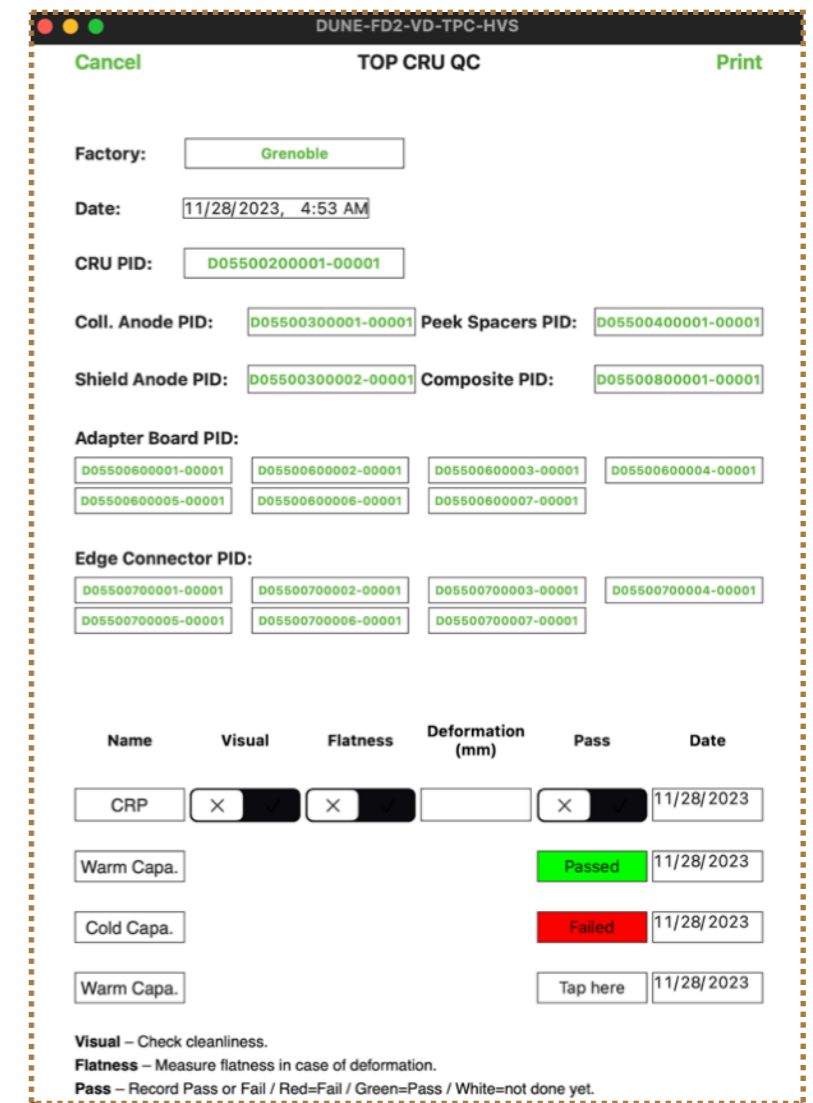 DUNE-FD2-VD-TPC-HVS
Cancel TOP CRU QC Print
Factory: Grenoble
Date: 11/28/2023, 4:53 AM
CRU PID: D05500200001-00001
Coll. Anode PID: D05500300001-00001 Peek Spacers PID: D05500400001-00001
Shield Anode PID: D05500300002-00001 Composite PID: D05500800001-00001
Adapter Board PID:
D05500600001-00001 D05500600002-00001 D05500600003-00001 D05500600004-00001
D05500600005-00001 D05500600006-00001 D05500600007-00001
Edge Connector PID:
D05500700001-00001 D05500700002-00001 D05500700003-00001 D05500700004-00001
D05500700005-00001 D05500700006-00001 D05500700007-00001
Name Visual Flatness Deformation (mm) Pass Date
CRP 11/28/2023
Warm Capa. Passed 11/28/2023
Cold Capa. Failed 11/28/2023
Warm Capa. Tap here 11/28/2023
Visual – Check cleanliness.
Flatness – Measure flatness in case of deformation.
Pass – Record Pass or Fail / Red=Fail / Green=Pass / White=not done yet.